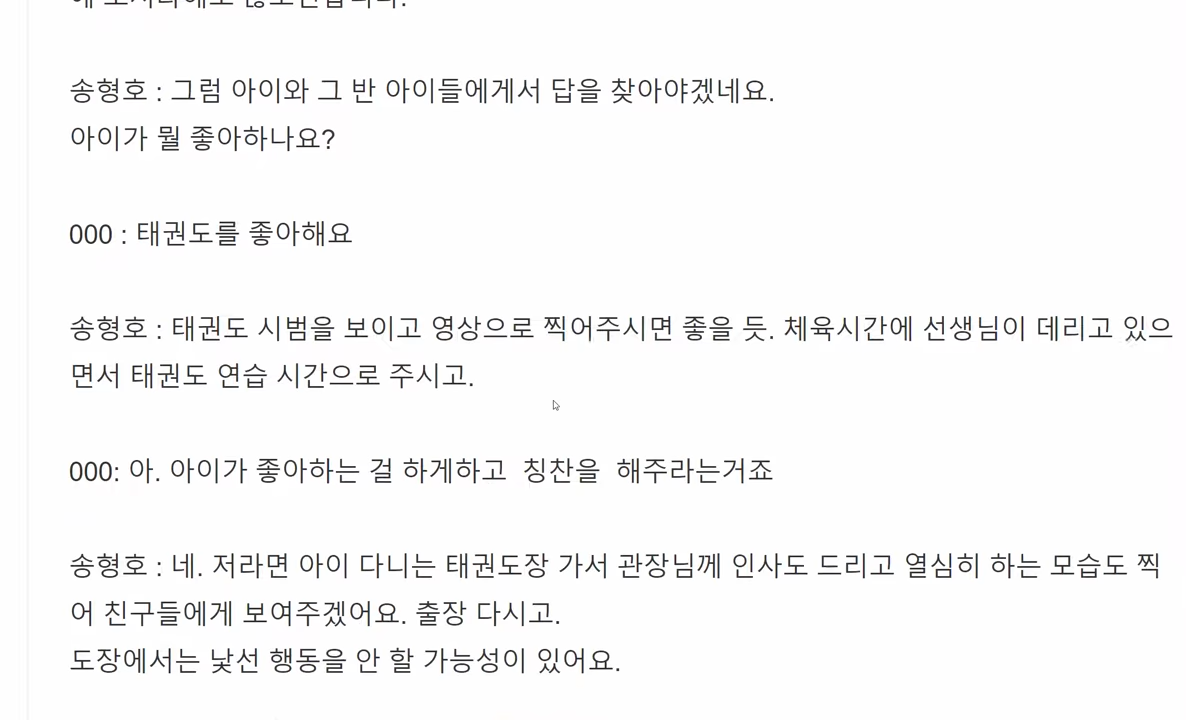 송형호 : 그럼 아이와 그 반 아이들에게서 답을 찾아야겠네요.
아이가 뭘 좋아하나요?
000 : 태권도를 좋아해요
송형호 : 태권도 시범을 보이고 영상으로 찍어주시면 좋을 듯. 체육시간에 선생님이 데리고 있으
면서 태권도 연습 시간으로 주시고.
000: 아. 아이가 좋아하는 걸 하게하고  칭찬을  해주라는거죠
송형호 : 네. 저라면 아이 다니는 태권도장 가서 관장님께 인사도 드리고 열심히 하는 모습도 찍
어 친구들에게 보여주겠어요. 출장 다시고.
도장에서는 낯선 행동을 안 할 가능성이 있어요.